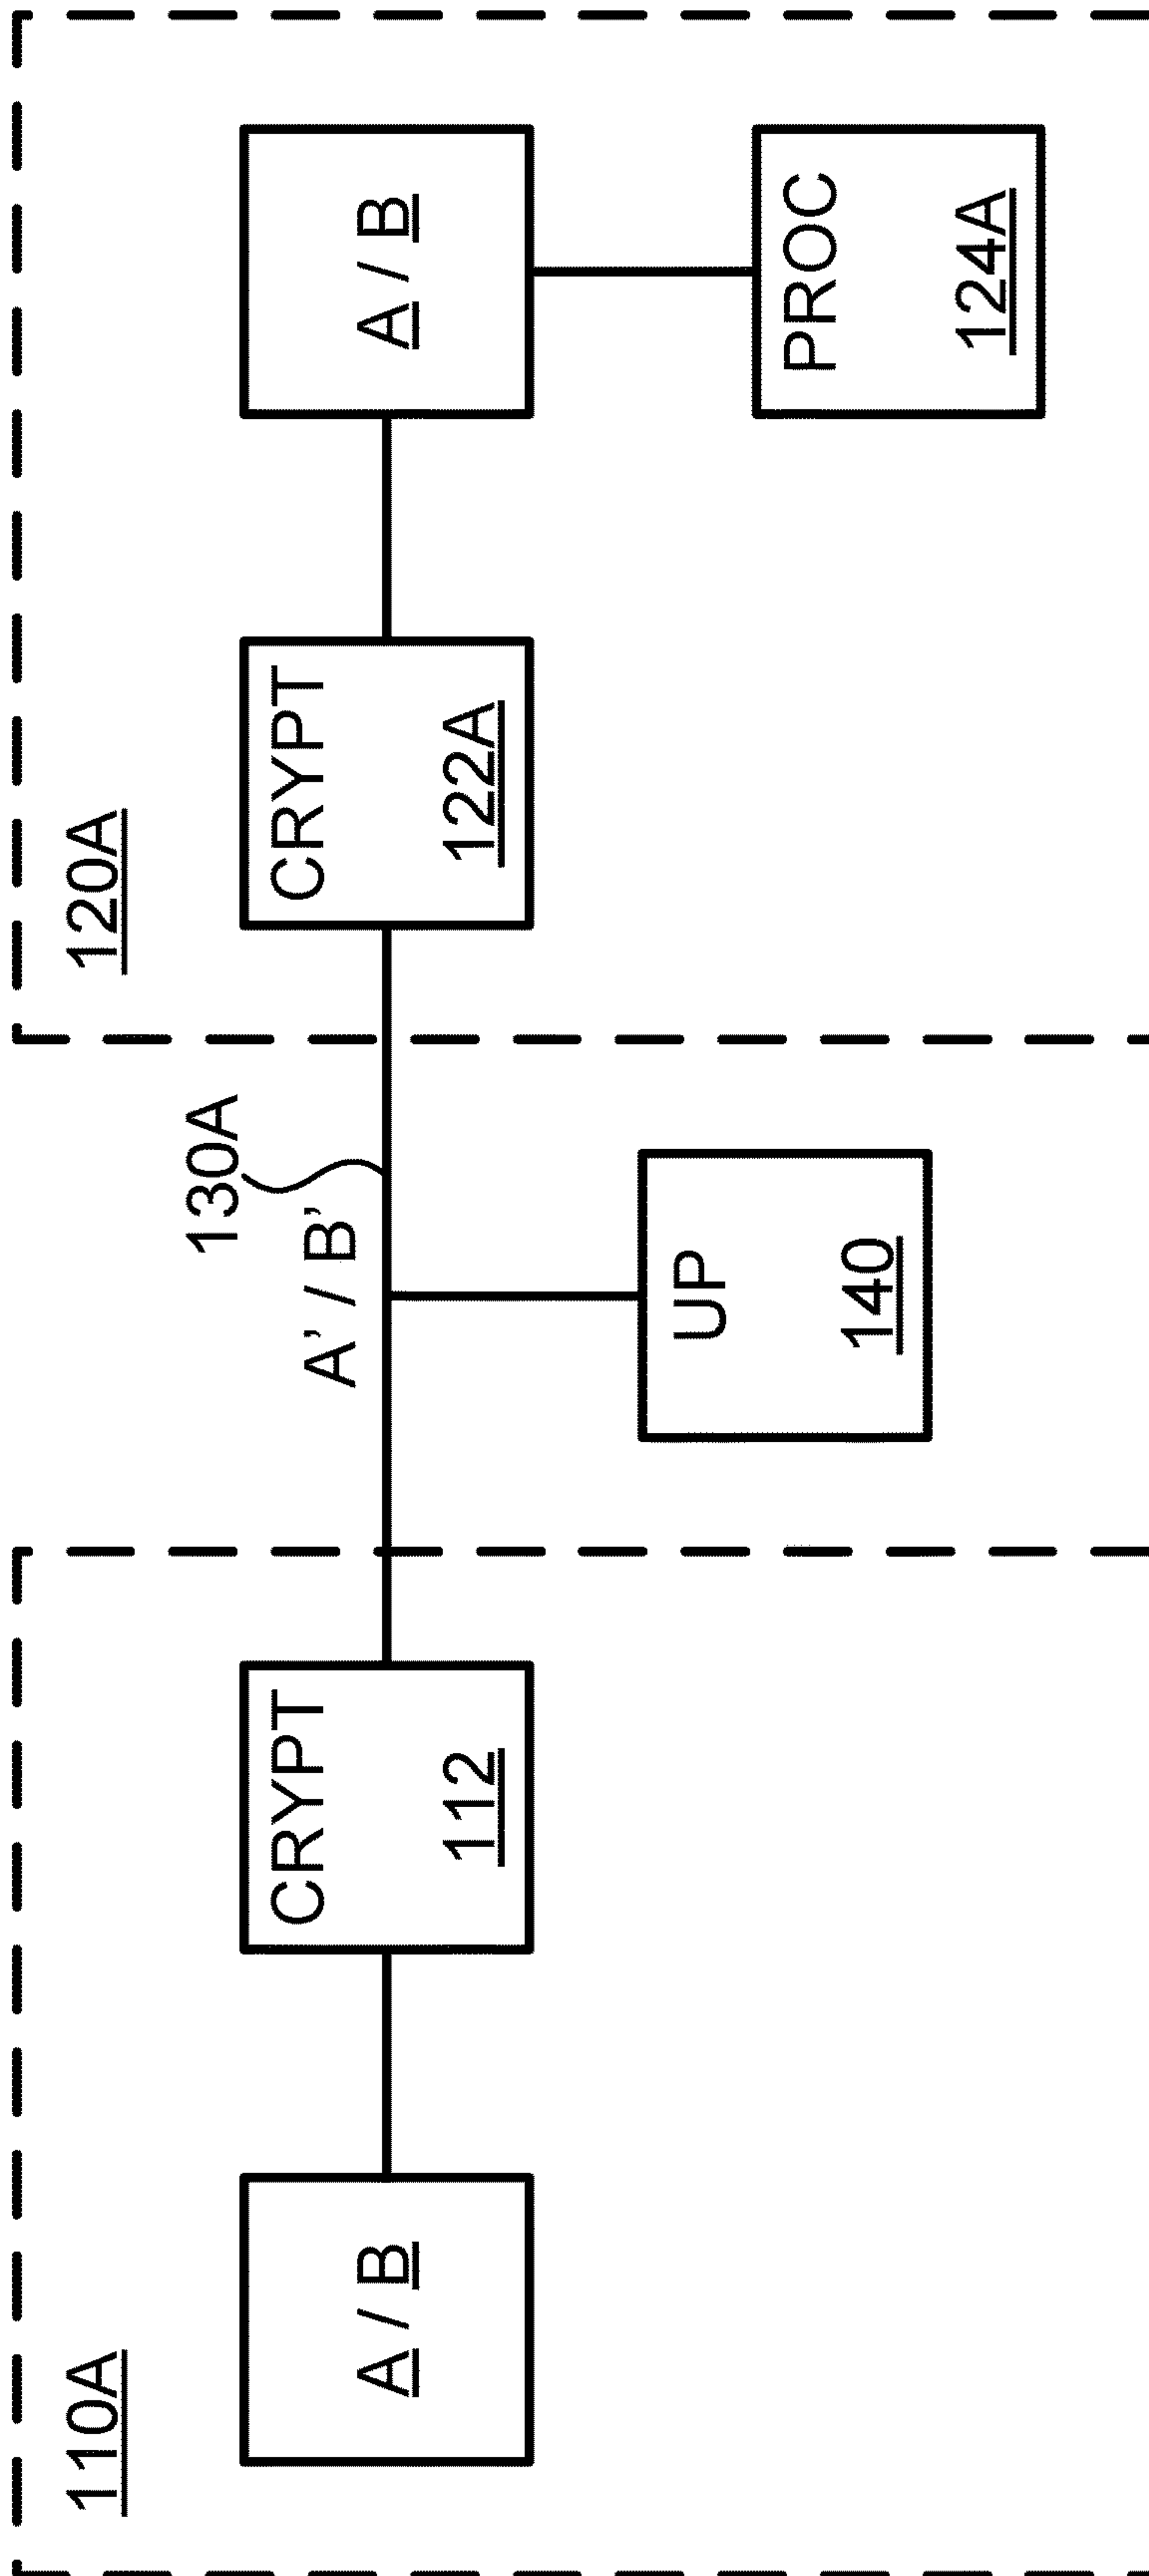 110A
A / B
CRYPT
112
A' / B'
130A
UP
140
120A
CRYPT
122A
A / B
PROC
124A